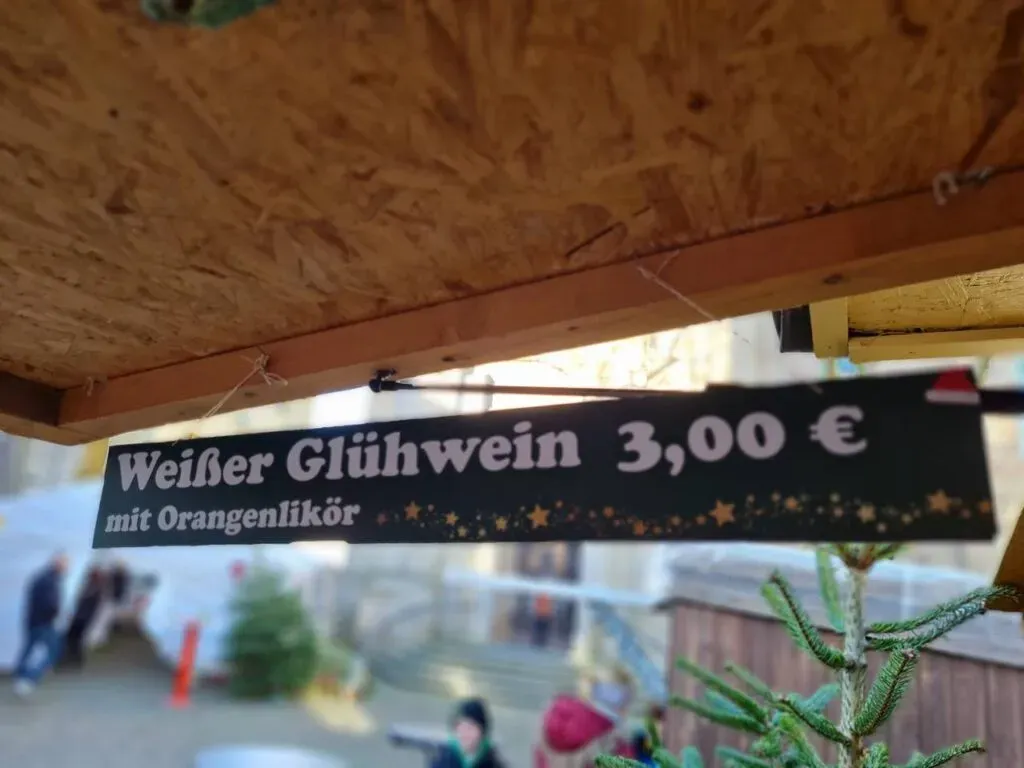 Weißer Glühwein 3,00 €
mit Orangenlikör